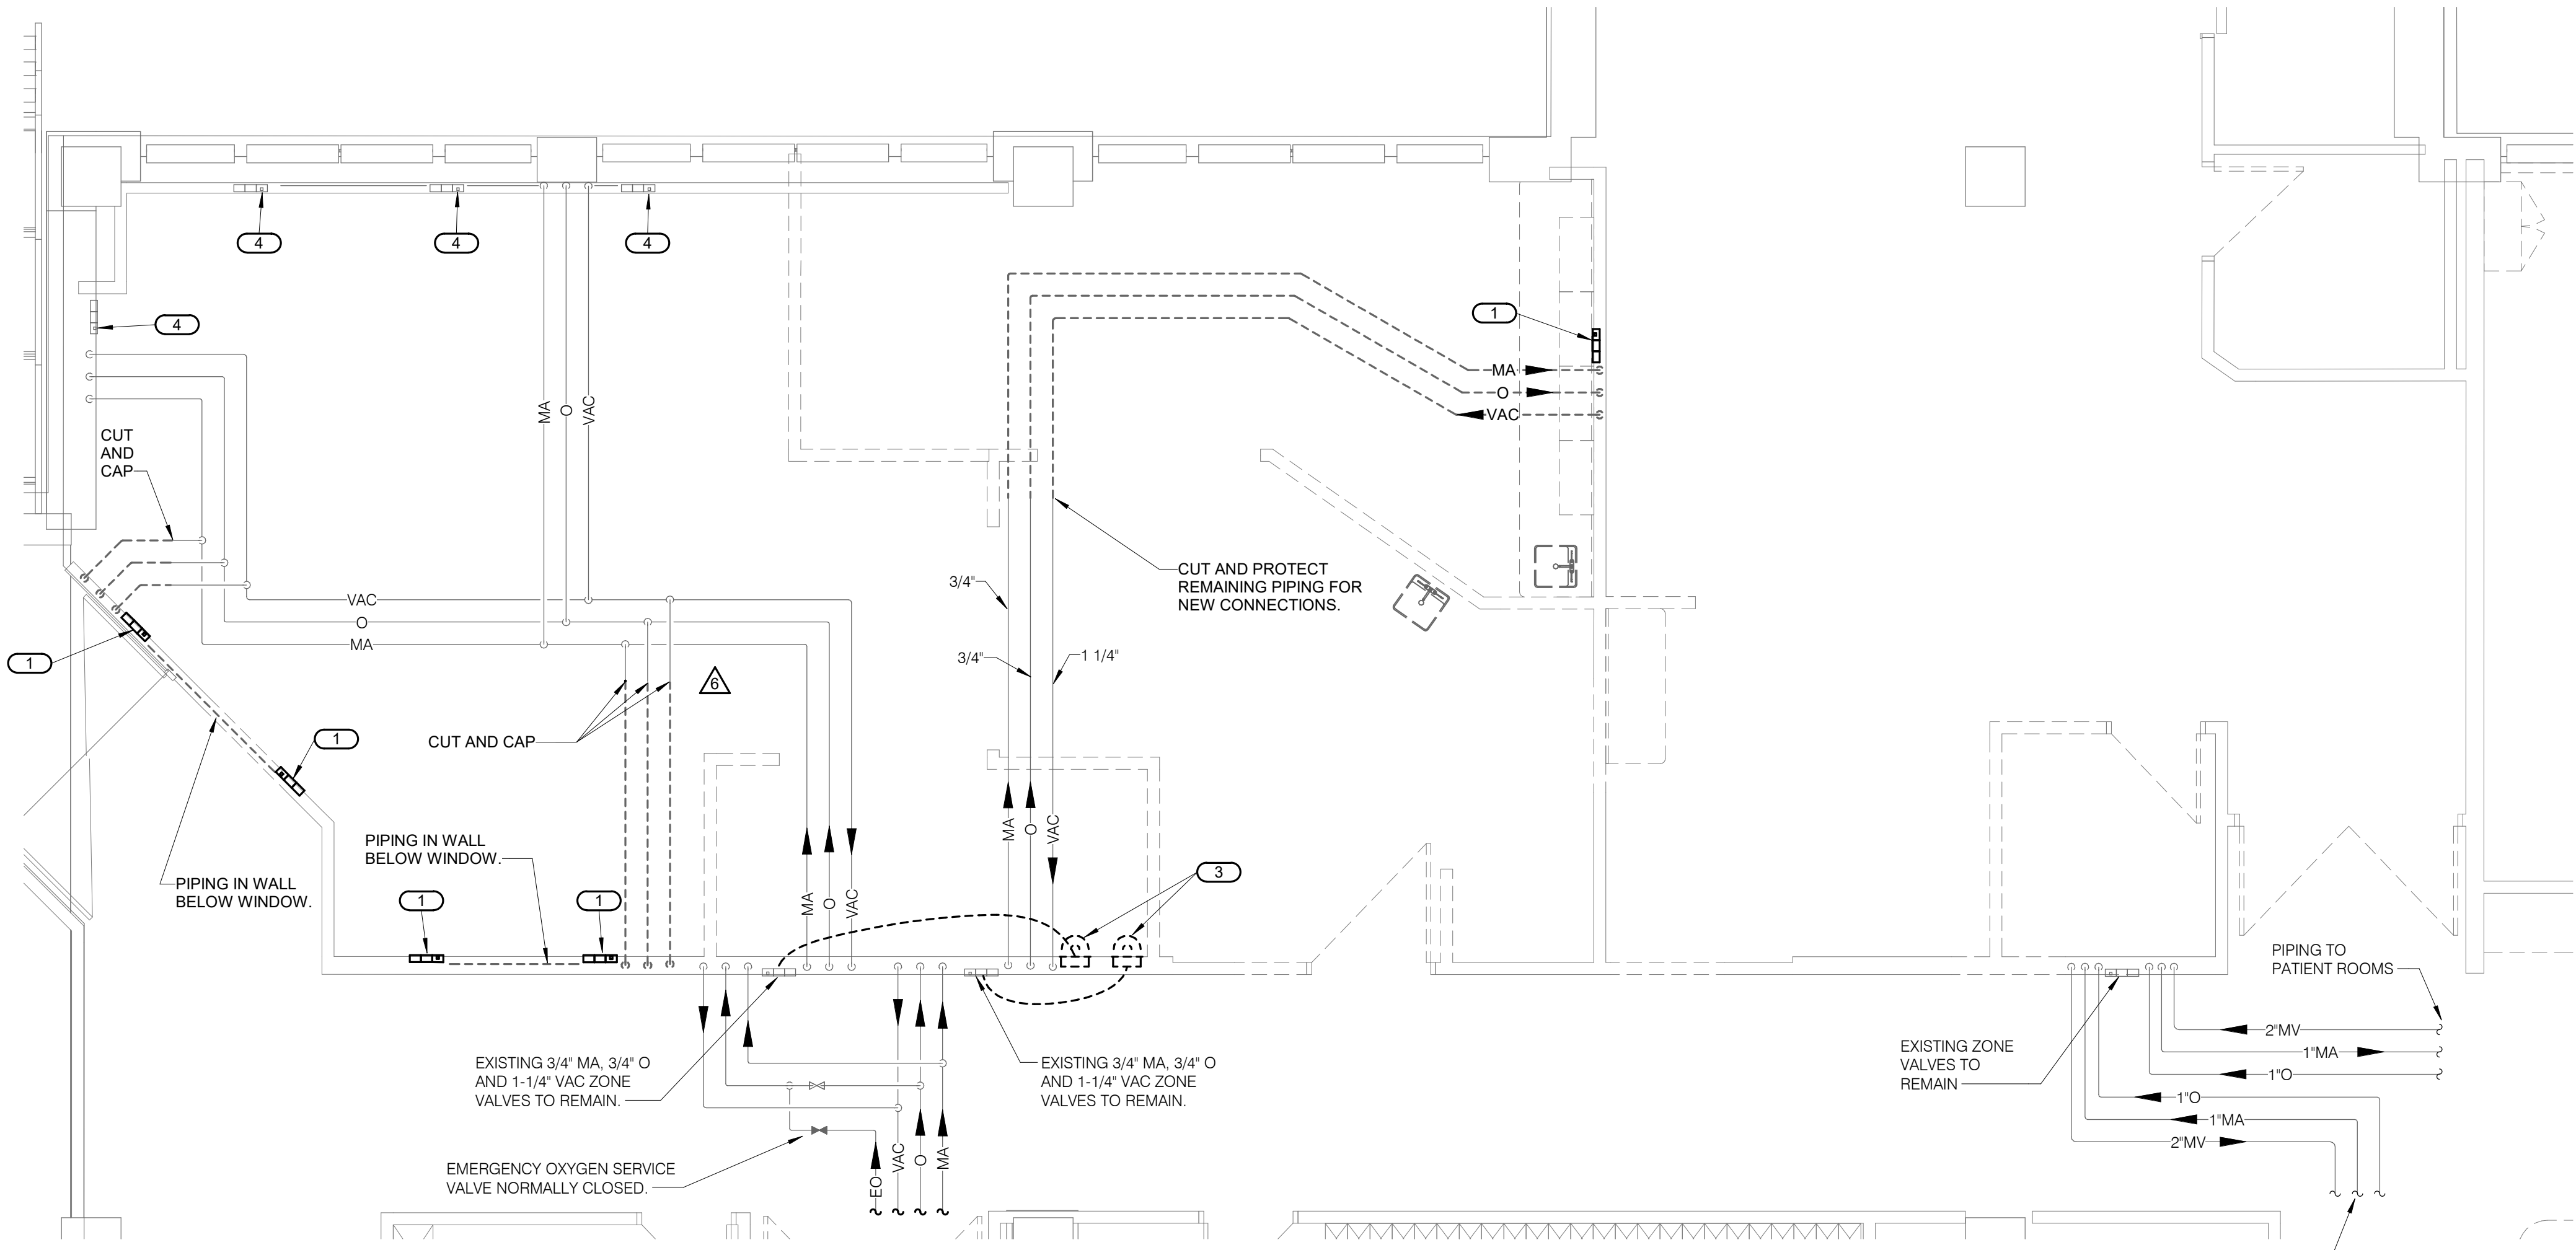 4
4
4
4
1
MA
O
VAC
MA
O
VAC
CUT
AND
CAP
CUT AND PROTECT
REMAINING PIPING FOR
NEW CONNECTIONS.
3/4"
VAC
O
MA
3/4"
1 1/4"
1
6
1
CUT AND CAP
PIPING IN WALL
BELOW WINDOW.
PIPING IN WALL
BELOW WINDOW.
1
1
MA
O
VAC
MA
O
VAC
3
PIPING TO
PATIENT ROOMS
EXISTING 3/4" MA, 3/4" O
AND 1-1/4" VAC ZONE
VALVES TO REMAIN.
EXISTING 3/4" MA, 3/4" O
AND 1-1/4" VAC ZONE
VALVES TO REMAIN.
EXISTING ZONE
VALVES TO
REMAIN
2"MV
1"MA
1"O
1"O
1"MA
2"MV
EMERGENCY OXYGEN SERVICE
VALVE NORMALLY CLOSED.
EO
VAC
O
MA